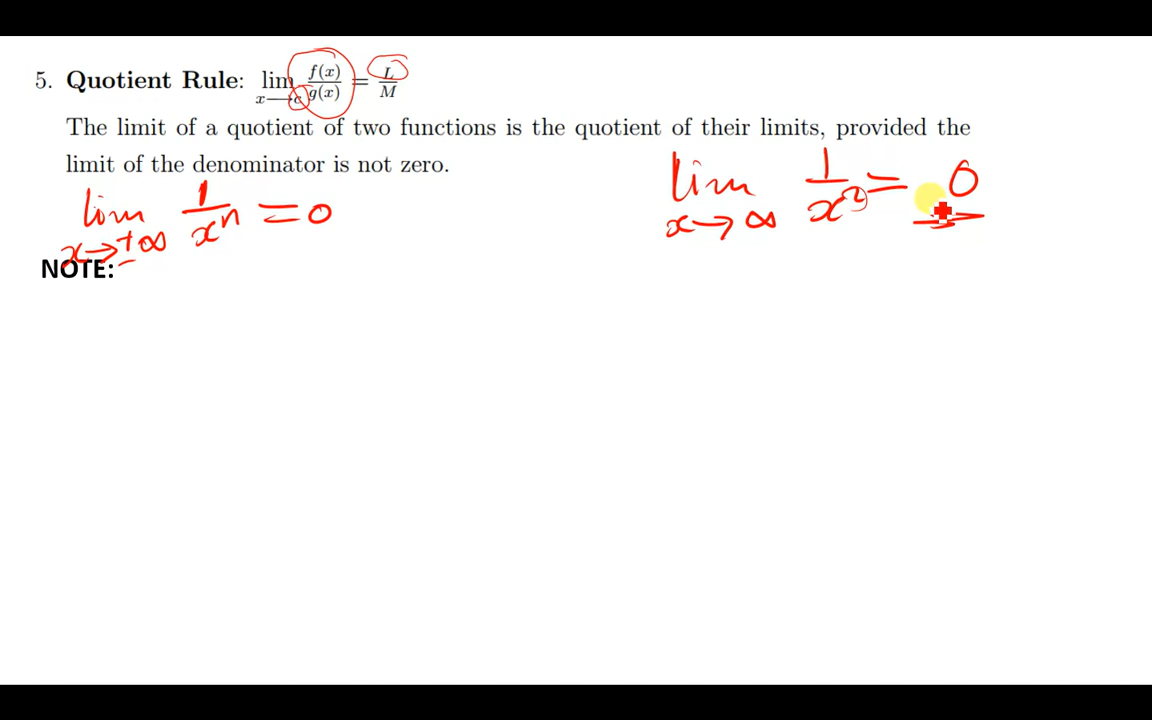 5. Quotient Rule: lim x→c f(x)/g(x) = L/M
The limit of a quotient of two functions is the quotient of their limits, provided the
limit of the denominator is not zero.
lim x→±∞ 1/xⁿ = 0
lim x→∞ 1/x² = 0
NOTE: